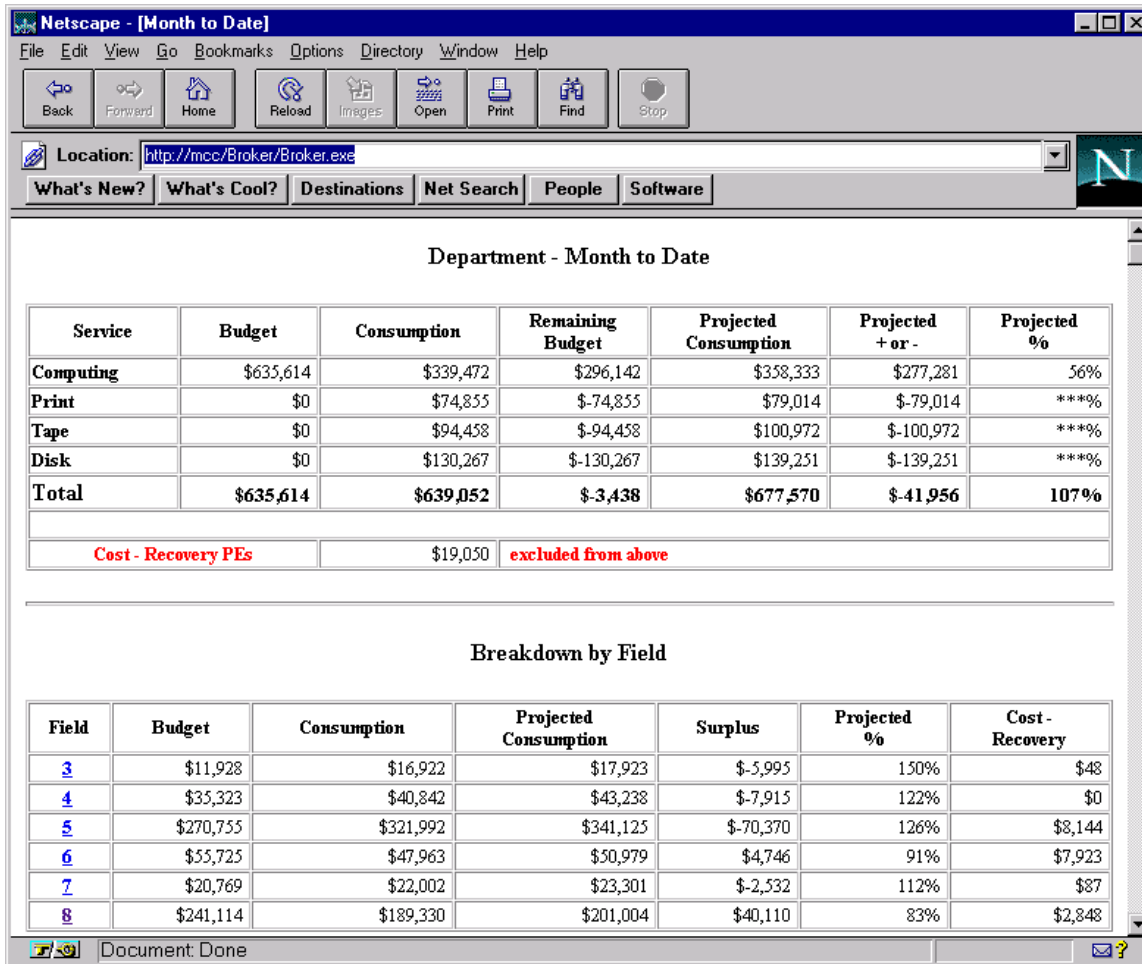 Netscape - [Month to Date]
File Edit View Go Bookmarks Options Directory Window Help
Back Forward Home Reload Images Open Print Find Stop
Location: http://mcc/Broker/Broker.exe
N
What's New? What's Cool? Destinations Net Search People Software
Department - Month to Date
Service Budget Consumption Remaining Budget Projected Consumption Projected + or - Projected %
Computing $635,614 $339,472 $296,142 $358,333 $277,281 56%
Print $0 $74,855 $-74,855 $79,014 $-79,014 ***%
Tape $0 $94,458 $-94,458 $100,972 $-100,972 ***%
Disk $0 $130,267 $-130,267 $139,251 $-139,251 ***%
Total $635,614 $639,052 $-3,438 $677,570 $-41,956 107%
Cost - Recovery PEs $19,050 excluded from above
Breakdown by Field
Field Budget Consumption Projected Consumption Surplus Projected % Cost - Recovery
3 $11,928 $16,922 $17,923 $-5,995 150% $48
4 $35,323 $40,842 $43,238 $-7,915 122% $0
5 $270,755 $321,992 $341,125 $-70,370 126% $8,144
6 $55,725 $47,963 $50,979 $4,746 91% $7,923
7 $20,769 $22,002 $23,301 $-2,532 112% $87
8 $241,114 $189,330 $201,004 $40,110 83% $2,848
Document: Done